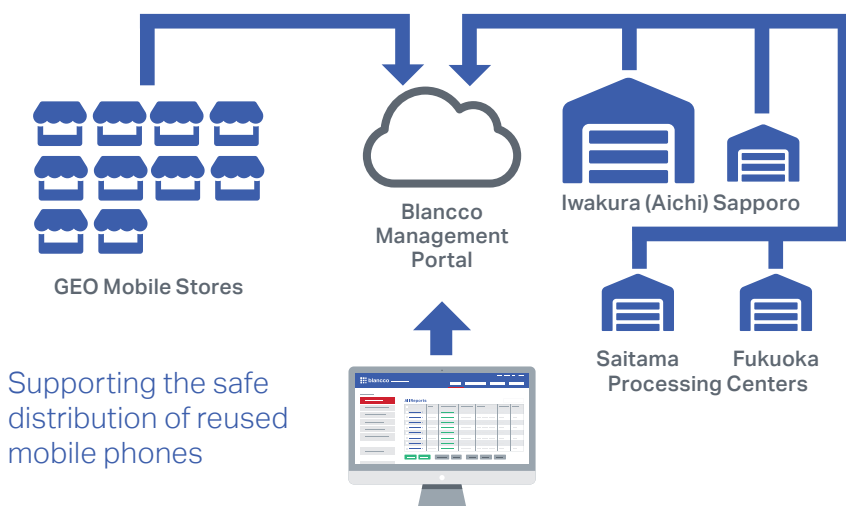 Blancco
Management
Portal
Iwakura (Aichi) Sapporo
GEO Mobile Stores
Saitama Fukuoka
Processing Centers
Supporting the safe
distribution of reused
mobile phones
blancco
Reports